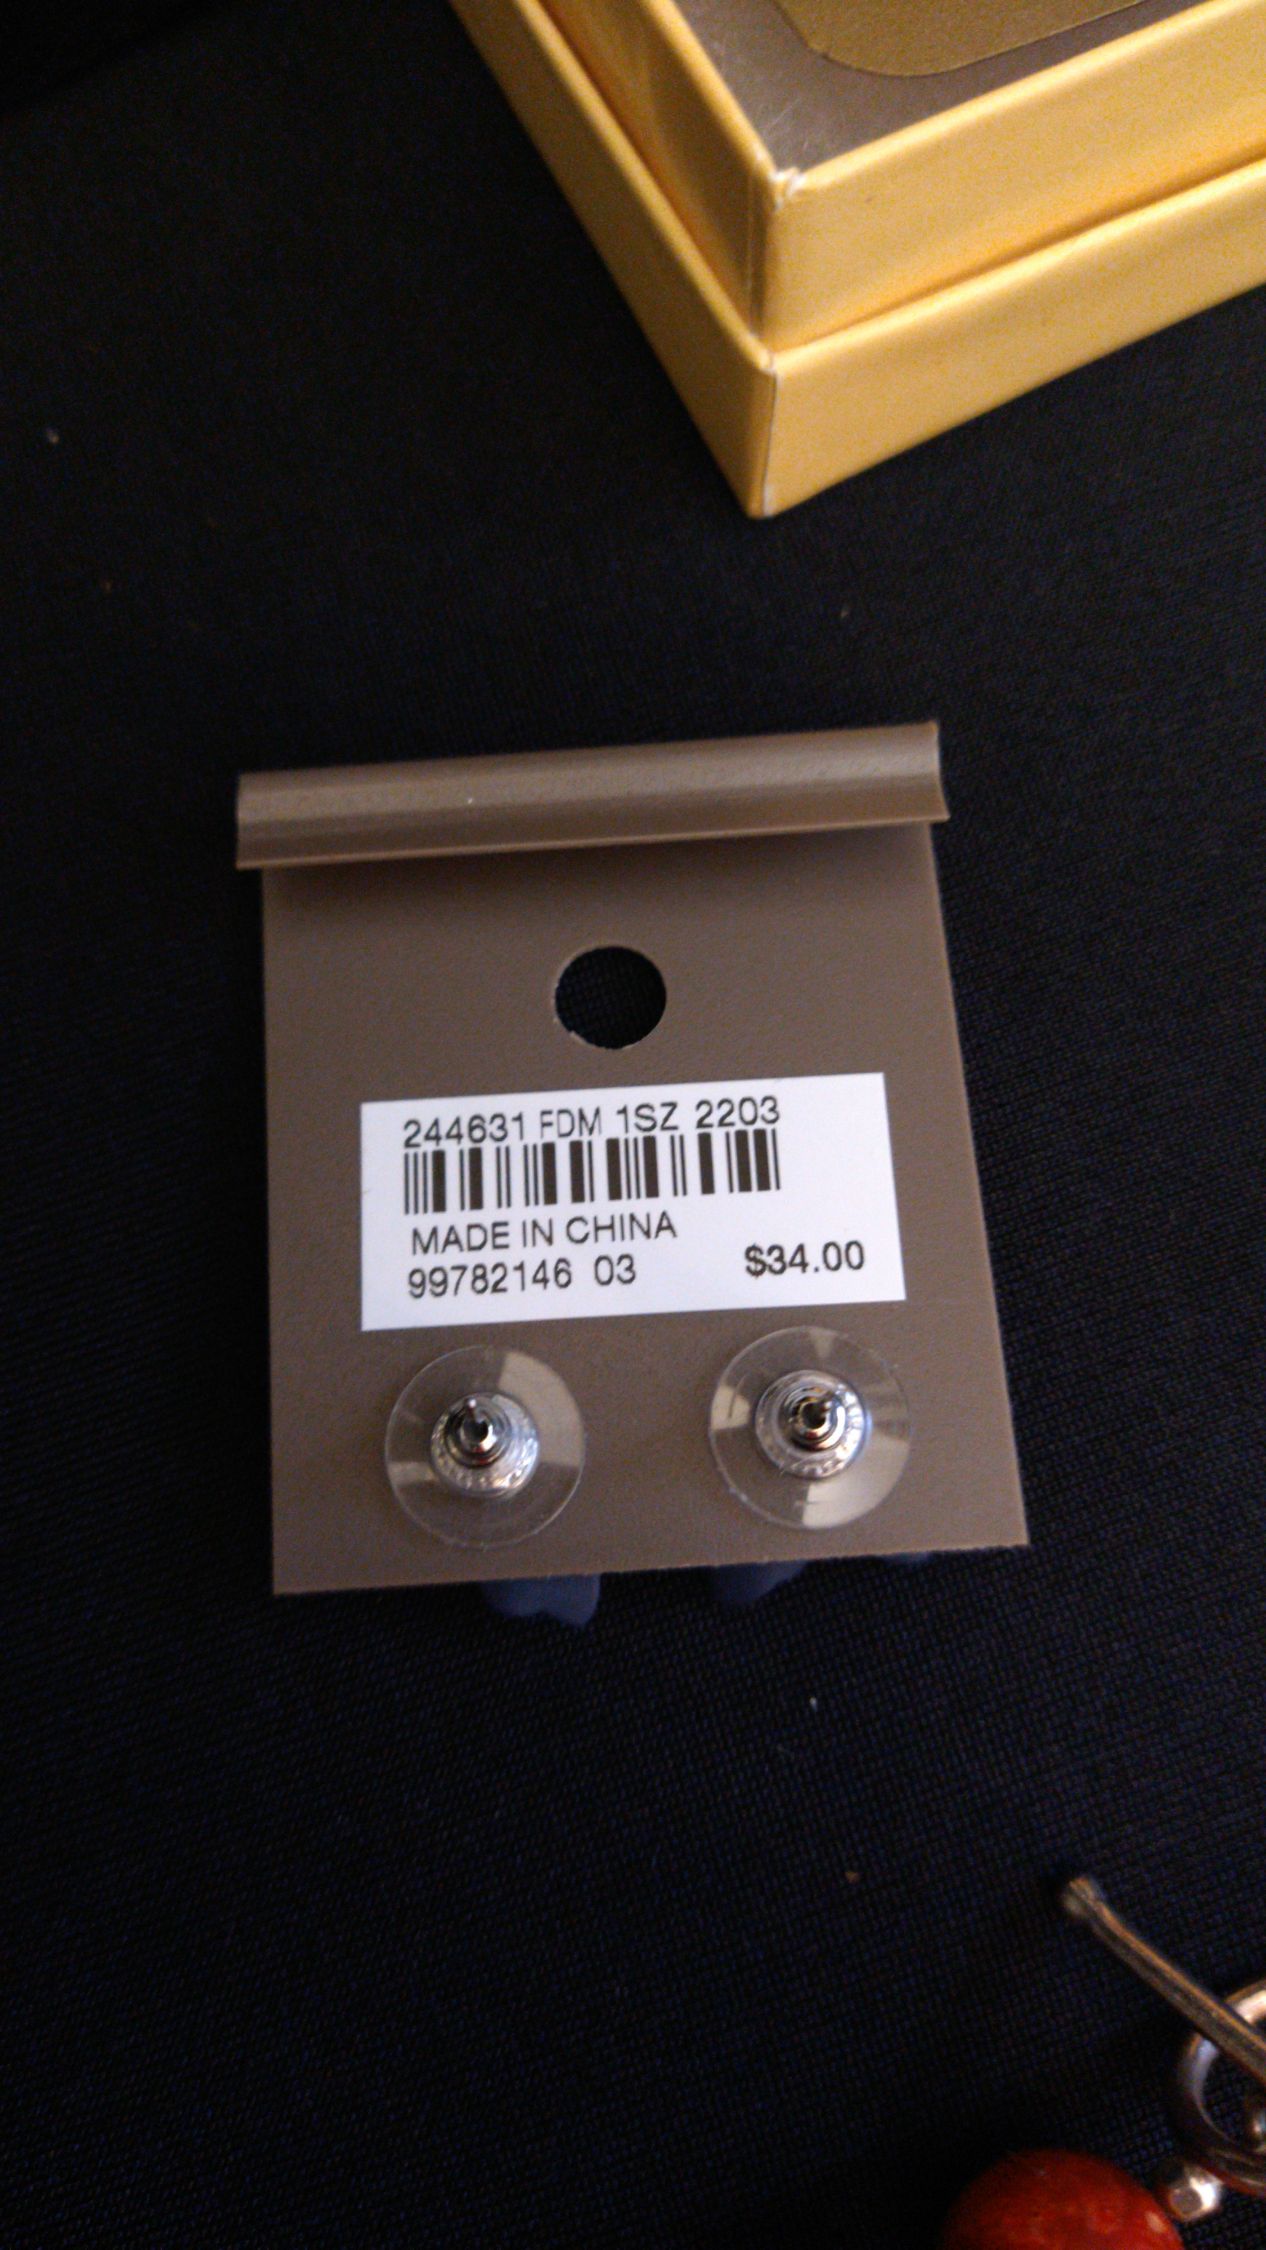 244631 FDM 1SZ 2203
MADE IN CHINA
99782146 03 $34.00